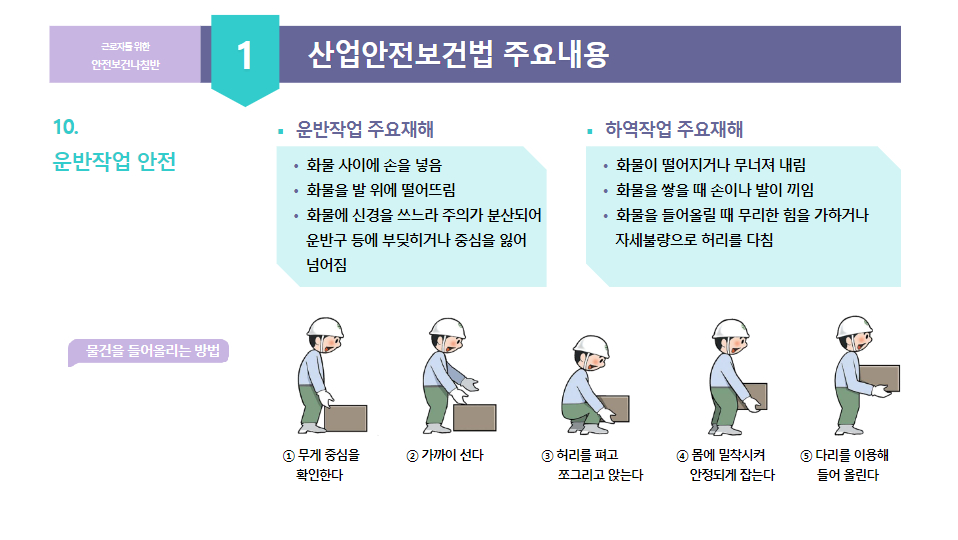 근로자를 위한
안전보건나침반
1
산업안전보건법 주요내용
10.
운반작업 안전
▪ 운반작업 주요재해
• 화물 사이에 손을 넣음
• 화물을 발 위에 떨어뜨림
• 화물에 신경을 쓰느라 주의가 분산되어
운반구 등에 부딪히거나 중심을 잃어
넘어짐
▪ 하역작업 주요재해
• 화물이 떨어지거나 무너져 내림
• 화물을 쌓을 때 손이나 발이 끼임
• 화물을 들어올릴 때 무리한 힘을 가하거나
자세불량으로 허리를 다침
물건을 들어올리는 방법
① 무게 중심을
확인한다
② 가까이 선다
③ 허리를 펴고
쪼그리고 앉는다
④ 몸에 밀착시켜
안정되게 잡는다
⑤ 다리를 이용해
들어 올린다